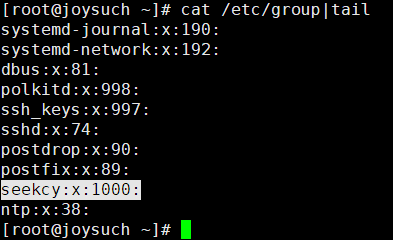 [root@joysuch ~]# cat /etc/group|tail
systemd-journal:x:190:
systemd-network:x:192:
dbus:x:81:
polkitd:x:998:
ssh_keys:x:997:
sshd:x:74:
postdrop:x:90:
postfix:x:89:
seekcy:x:1000:
ntp:x:38:
[root@joysuch ~]#